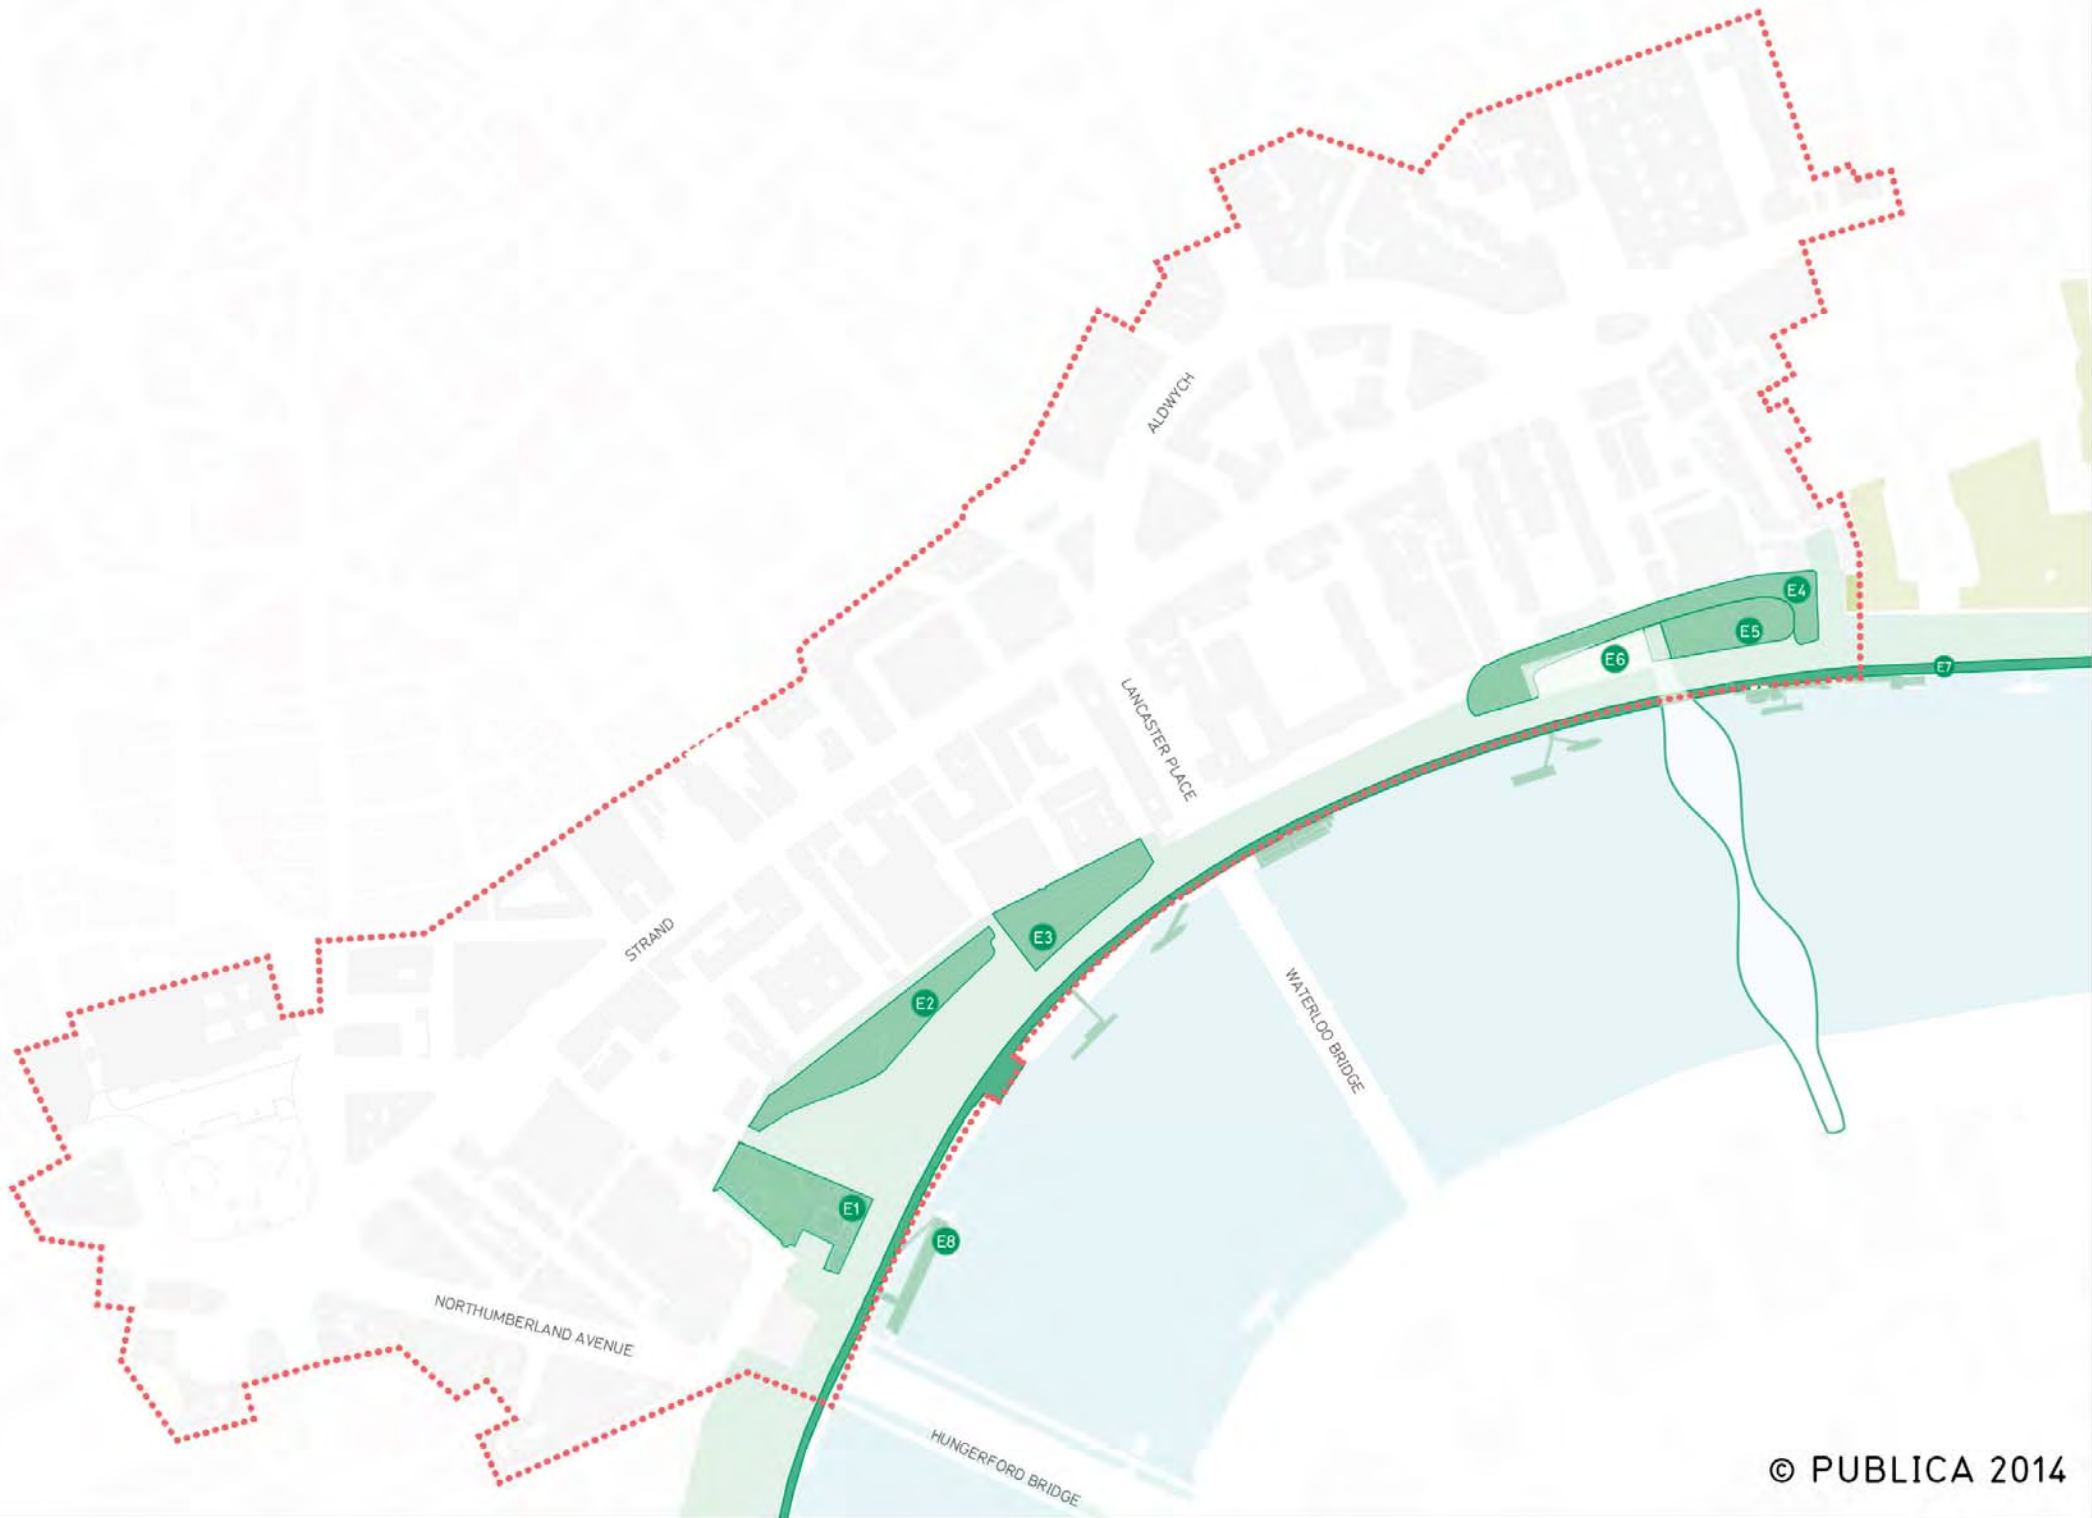 ALDWYCH
E4
E5
E6
E7
LANCASTER PLACE
STRAND
E3
E2
WATERLOO BRIDGE
E1
E8
NORTHUMBERLAND AVENUE
HUNGERFORD BRIDGE
© PUBLICA 2014